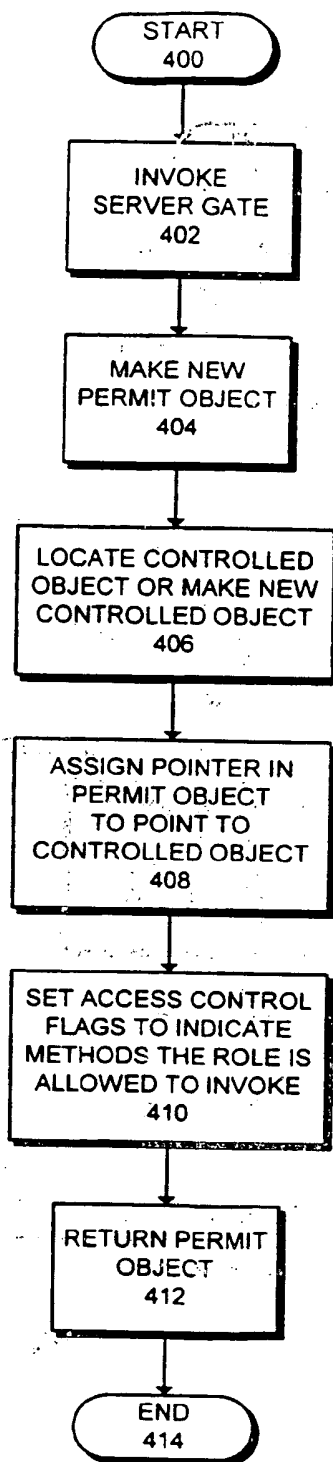 START
400
INVOKE
SERVER GATE
402
MAKE NEW
PERMIT OBJECT
404
LOCATE CONTROLLED
OBJECT OR MAKE NEW
CONTROLLED OBJECT
406
ASSIGN POINTER IN
PERMIT OBJECT
TO POINT TO
CONTROLLED OBJECT
408
SET ACCESS CONTROL
FLAGS TO INDICATE
METHODS THE ROLE IS
ALLOWED TO INVOKE
410
RETURN PERMIT
OBJECT
412
END
414